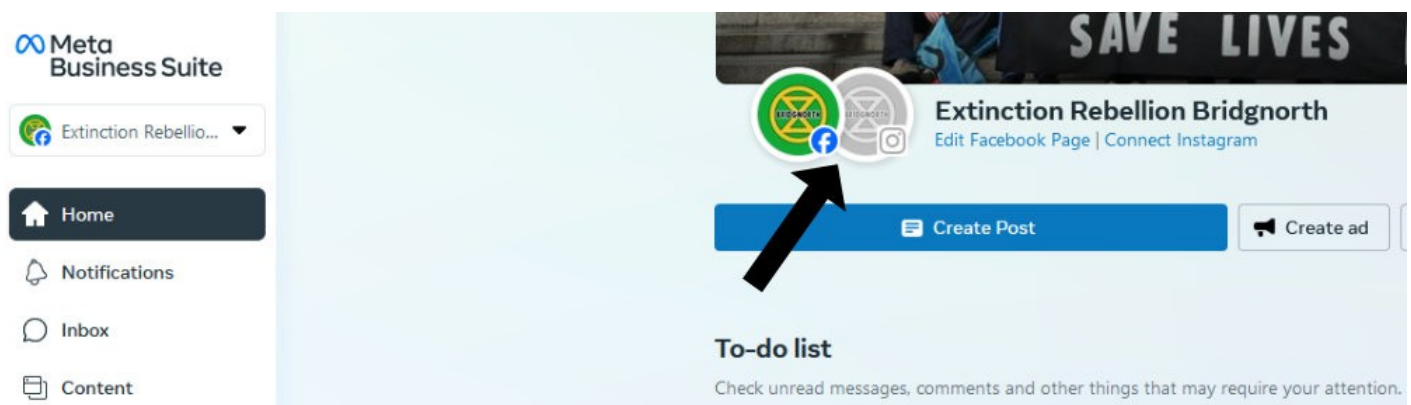 Meta
Business Suite
Extinction Rebellio...
Home
Notifications
Inbox
Content
SAVE LIVES
BRIDGNORTH
BRIDGNORTH
Extinction Rebellion Bridgnorth
Edit Facebook Page | Connect Instagram
Create Post
Create ad
To-do list
Check unread messages, comments and other things that may require your attention.